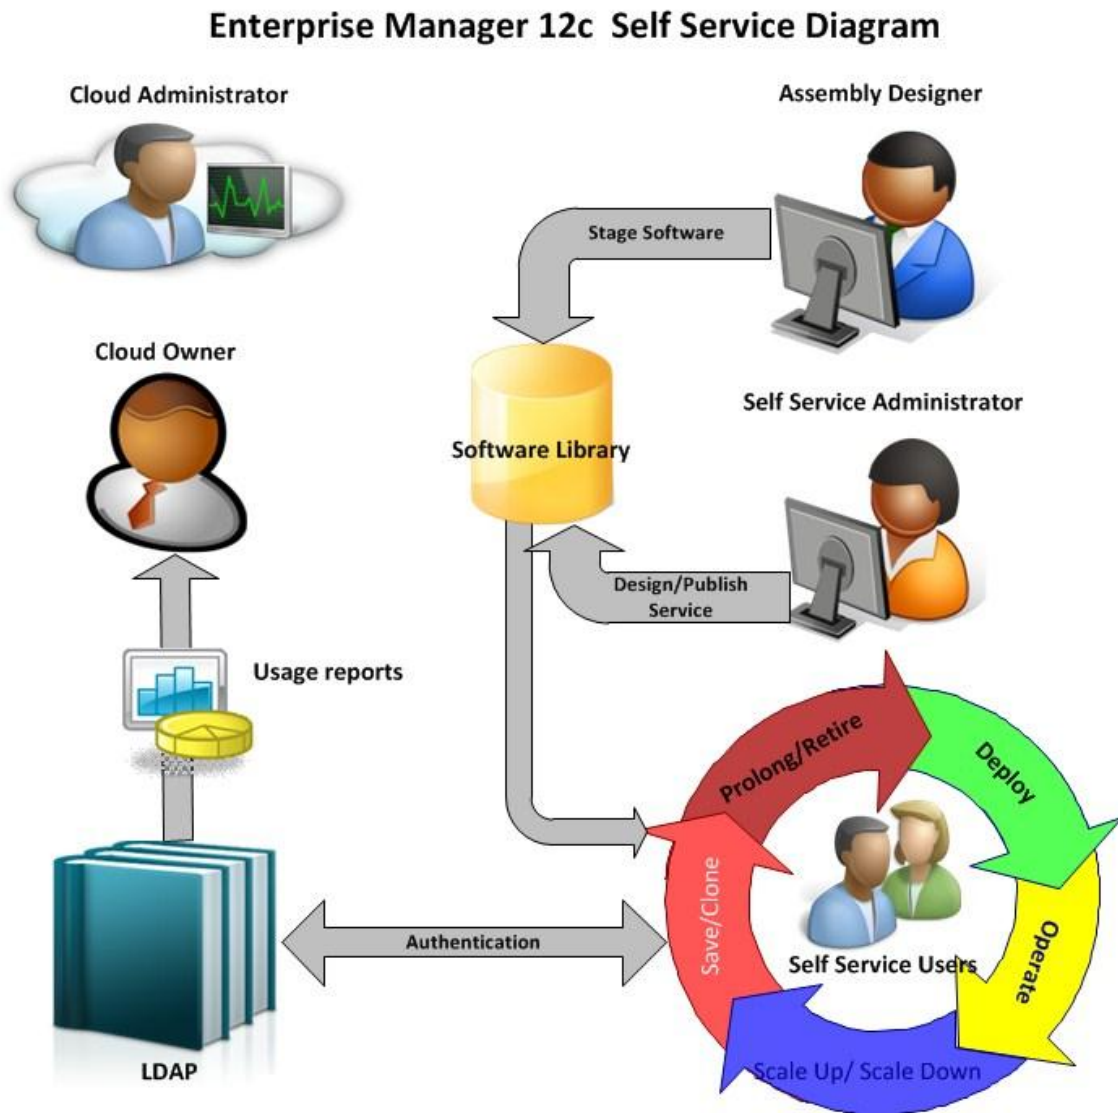 Enterprise Manager 12c  Self Service Diagram
Cloud Administrator
Assembly Designer
Stage Software
Cloud Owner
Self Service Administrator
Software Library
Design/Publish
Service
Usage reports
Prolong/Retire
Deploy
Save/Clone
Operate
Authentication
Self Service Users
LDAP
Scale Up/ Scale Down